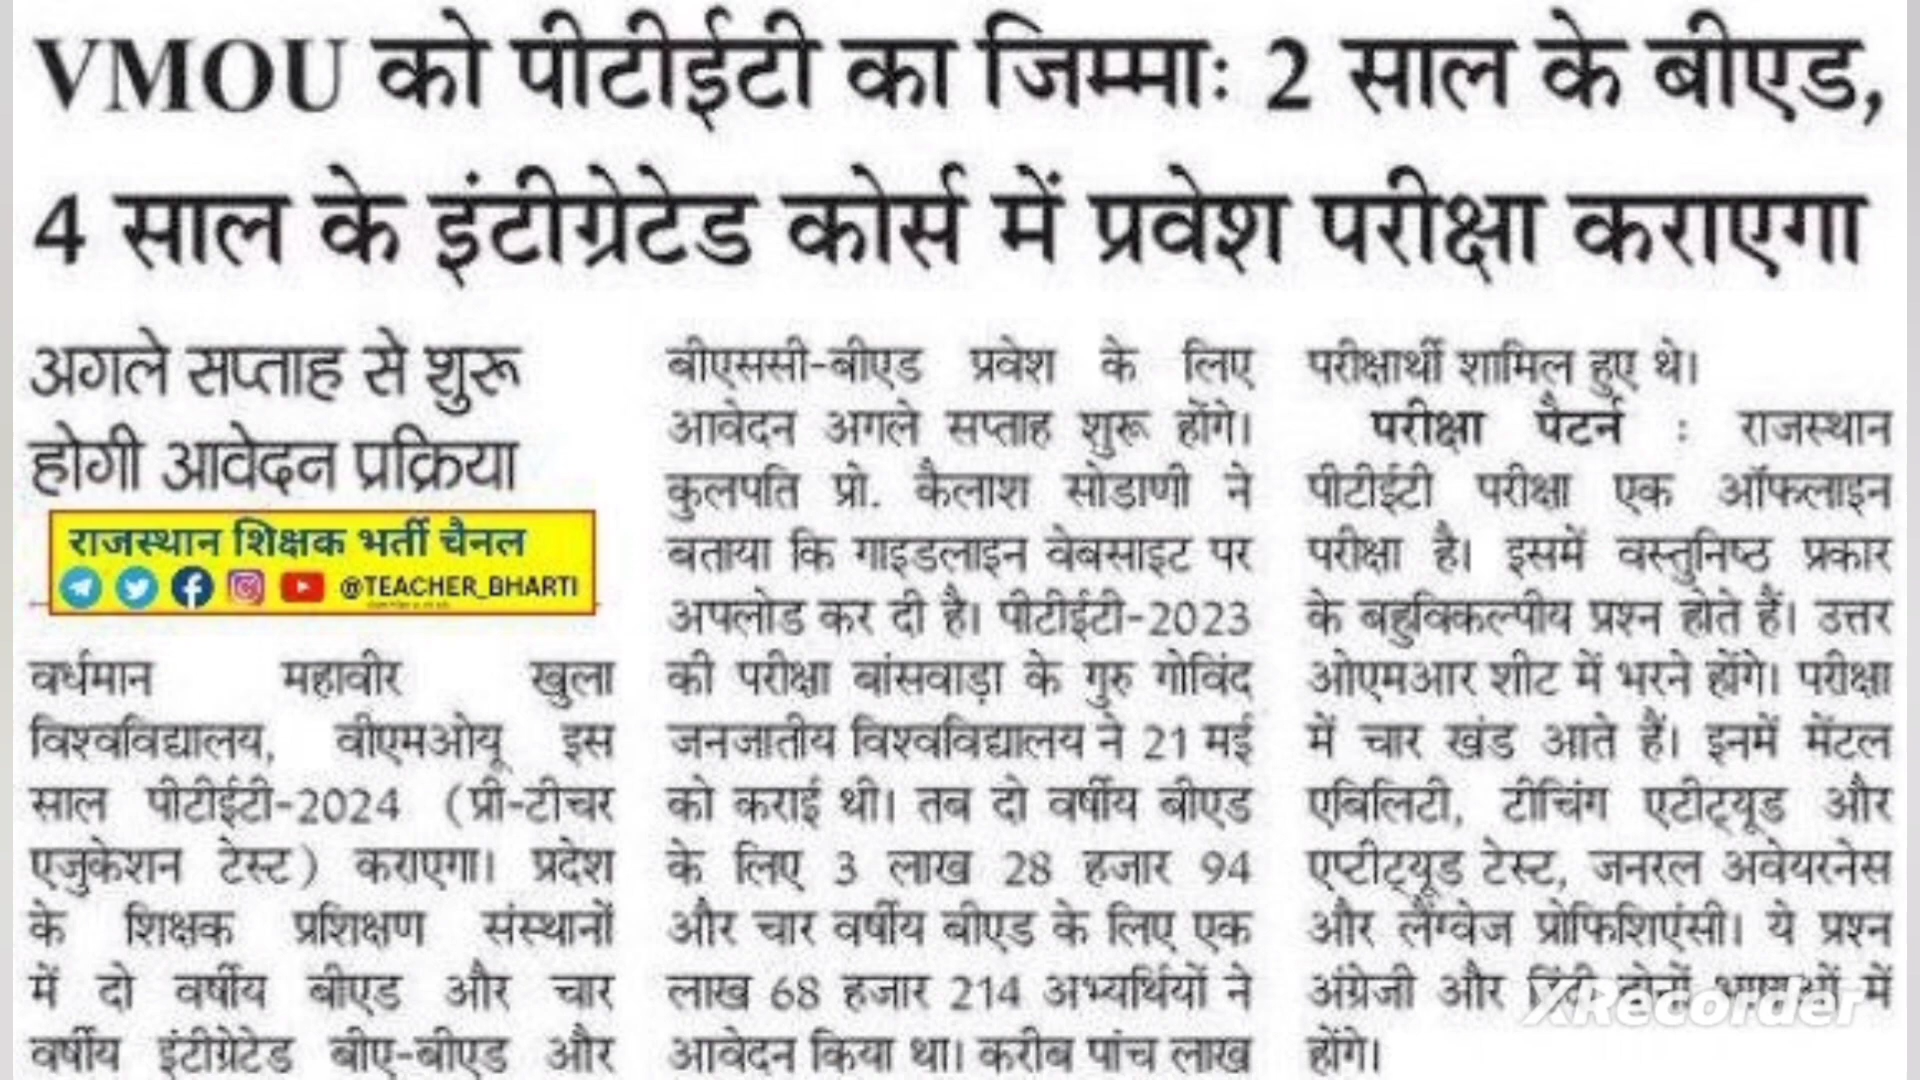 VMOU को पीटीईटी का जिम्माः 2 साल के बीएड,
4 साल के इंटीग्रेटेड कोर्स में प्रवेश परीक्षा कराएगा
अगले सप्ताह से शुरू
होगी आवेदन प्रक्रिया
राजस्थान शिक्षक भर्ती चैनल
@TEACHER_BHARTI
वर्धमान महावीर खुला
विश्वविद्यालय, वीएमओयू इस
साल पीटीईटी-2024 (प्री-टीचर
एजुकेशन टेस्ट) कराएगा। प्रदेश
के शिक्षक प्रशिक्षण संस्थानों
में दो वर्षीय बीएड और चार
वर्षीय इंटीग्रेटेड बीए-बीएड और
बीएससी-बीएड प्रवेश के लिए
आवेदन अगले सप्ताह शुरू होंगे।
कुलपति प्रो. कैलाश सोडाणी ने
बताया कि गाइडलाइन वेबसाइट पर
अपलोड कर दी है। पीटीईटी-2023
की परीक्षा बांसवाड़ा के गुरु गोविंद
जनजातीय विश्वविद्यालय ने 21 मई
को कराई थी। तब दो वर्षीय बीएड
के लिए 3 लाख 28 हजार 94
और चार वर्षीय बीएड के लिए एक
लाख 68 हजार 214 अभ्यर्थियों ने
आवेदन किया था। करीब पांच लाख
परीक्षार्थी शामिल हुए थे।
परीक्षा पैटर्न : राजस्थान
पीटीईटी परीक्षा एक ऑफलाइन
परीक्षा है। इसमें वस्तुनिष्ठ प्रकार
के बहुविकल्पीय प्रश्न होते हैं। उत्तर
ओएमआर शीट में भरने होंगे। परीक्षा
में चार खंड आते हैं। इनमें मेंटल
एबिलिटी, टीचिंग एटीट्यूड और
एप्टीट्यूड टेस्ट, जनरल अवेयरनेस
और लैंग्वेज प्रोफिशिएंसी। ये प्रश्न
अंग्रेजी और हिंदी दोनों भाषाओं में
होंगे।
XRecorder